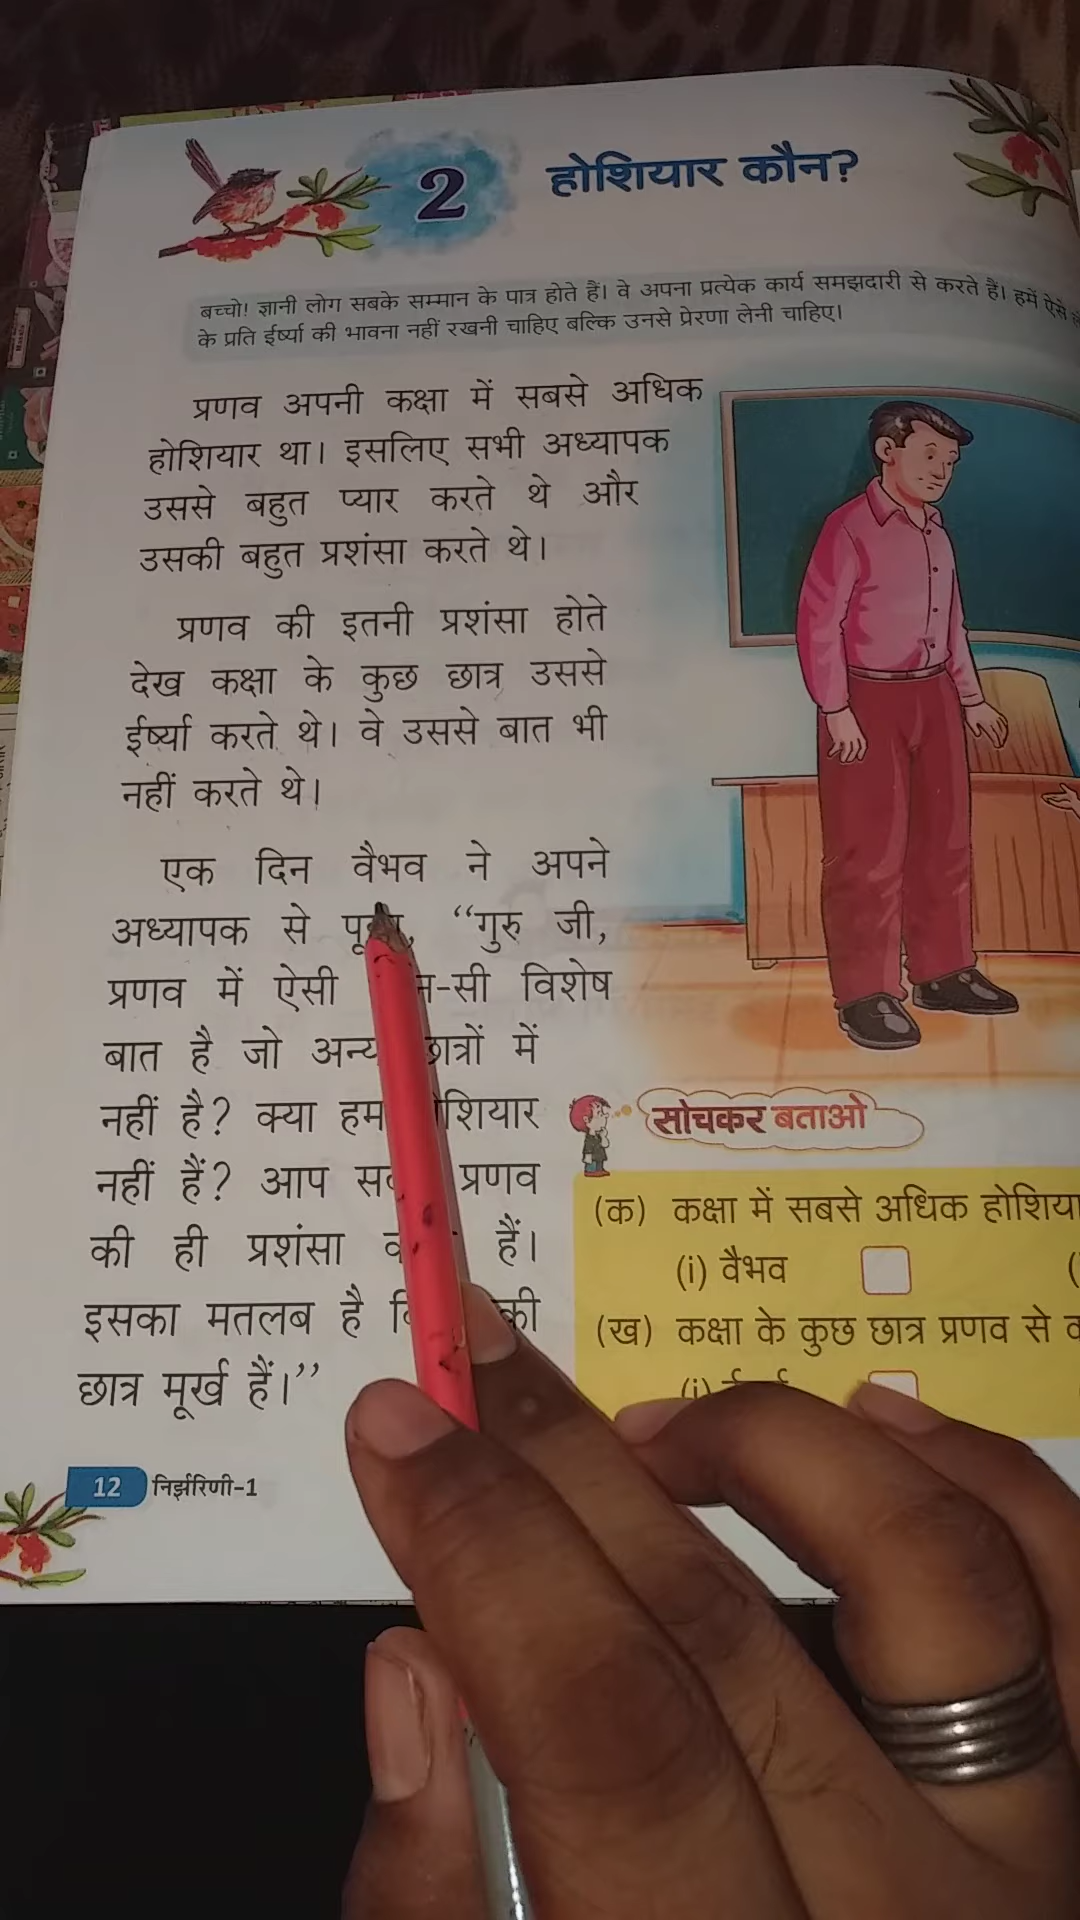 2 होशियार कौन?
बच्चो! ज्ञानी लोग सबके सम्मान के पात्र होते हैं। वे अपना प्रत्येक कार्य समझदारी से करते हैं। हमें ऐसे
के प्रति ईर्ष्या की भावना नहीं रखनी चाहिए बल्कि उनसे प्रेरणा लेनी चाहिए।
प्रणव अपनी कक्षा में सबसे अधिक
होशियार था। इसलिए सभी अध्यापक
उससे बहुत प्यार करते थे और
उसकी बहुत प्रशंसा करते थे।
प्रणव की इतनी प्रशंसा होते
देख कक्षा के कुछ छात्र उससे
ईर्ष्या करते थे। वे उससे बात भी
नहीं करते थे।
एक दिन वैभव ने अपने
अध्यापक से “गुरु जी,
प्रणव में ऐसी -सी विशेष
बात है जो अन्य छात्रों में
नहीं है? क्या हम
नहीं हैं? आप प्रणव
की ही प्रशंसा हैं।
इसका मतलब है
छात्र मूर्ख हैं।”
सोचकर बताओ
(क) कक्षा में सबसे अधिक
(i) वैभव
(ख) कक्षा के कुछ छात्र प्रणव से
(i)
12 निर्झरिणी-1